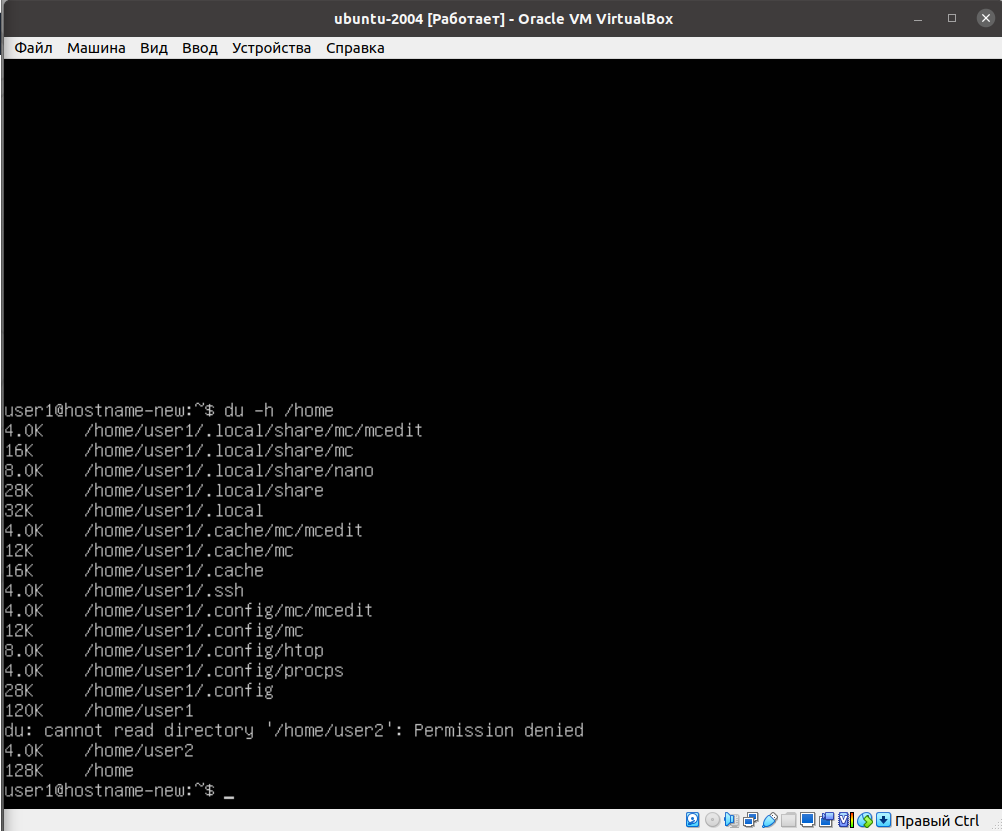 ubuntu-2004 [Работает] - Oracle VM VirtualBox
Файл Машина Вид Ввод Устройства Справка
user1@hostname-new:~$ du -h /home
4.0K /home/user1/.local/share/mc/mcedit
16K /home/user1/.local/share/mc
8.0K /home/user1/.local/share/nano
28K /home/user1/.local/share
32K /home/user1/.local
4.0K /home/user1/.cache/mc/mcedit
12K /home/user1/.cache/mc
16K /home/user1/.cache
4.0K /home/user1/.ssh
4.0K /home/user1/.config/mc/mcedit
12K /home/user1/.config/mc
8.0K /home/user1/.config/htop
4.0K /home/user1/.config/procps
28K /home/user1/.config
120K /home/user1
du: cannot read directory '/home/user2': Permission denied
4.0K /home/user2
128K /home
user1@hostname-new:~$ _
Правый Ctrl